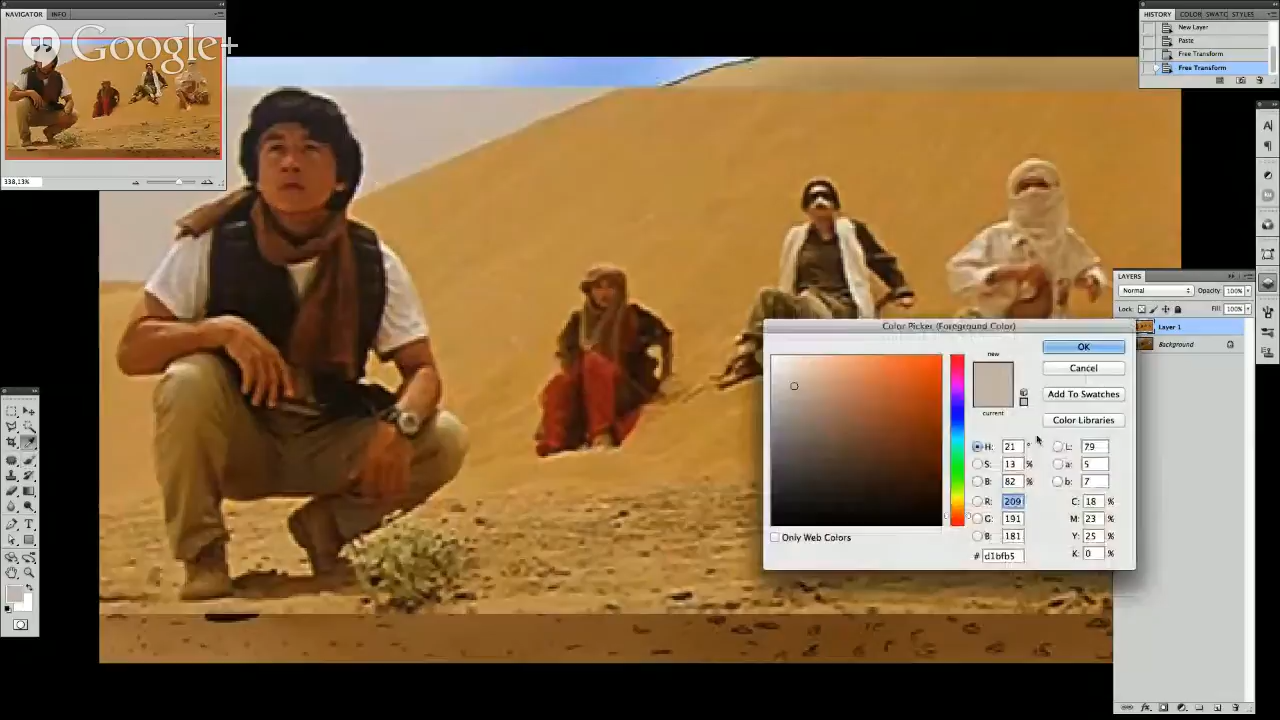 NAVIGATOR
INFO
Google+
338,13%
HISTORY
COLOR
SWATC
STYLES
New Layer
Paste
Free Transform
Free Transform
LAYERS
Normal
Opacity: 100%
Lock:
Fill: 100%
Layer 1
Background
Color Picker (Foreground Color)
new
current
OK
Cancel
Add To Swatches
Color Libraries
H: 21 °
S: 13 %
B: 82 %
R: 209
G: 191
B: 181
# d1bfb5
L: 79
a: 5
b: 7
C: 18 %
M: 23 %
Y: 25 %
K: 0 %
Only Web Colors